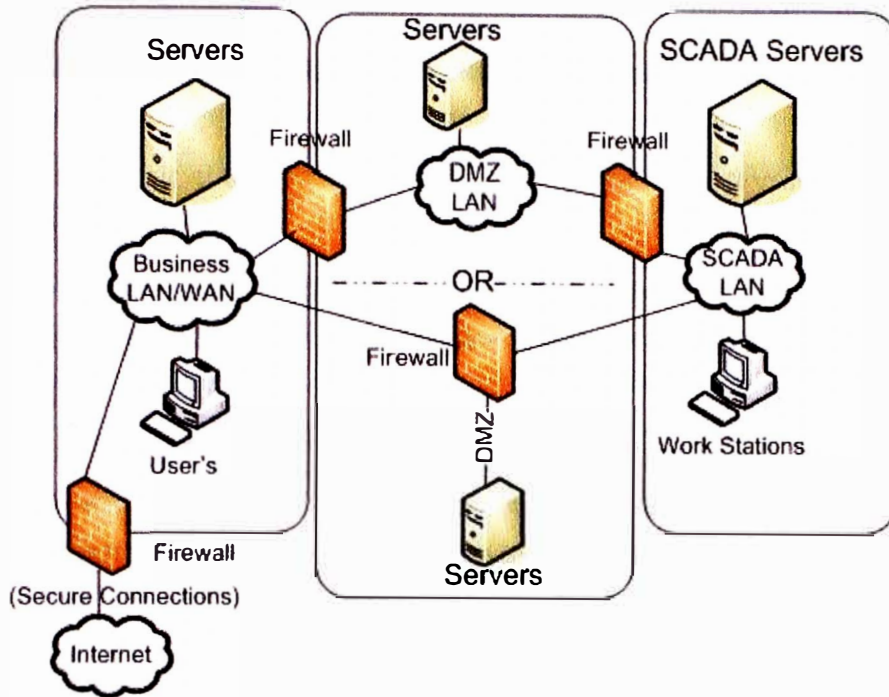 Servers
Servers
SCADA Servers
Firewall
Firewall
DMZ
LAN
Business
LAN/WAN
SCADA
LAN
OR
Firewall
DMZ
User's
Work Stations
Firewall
Servers
(Secure Connections)
Internet